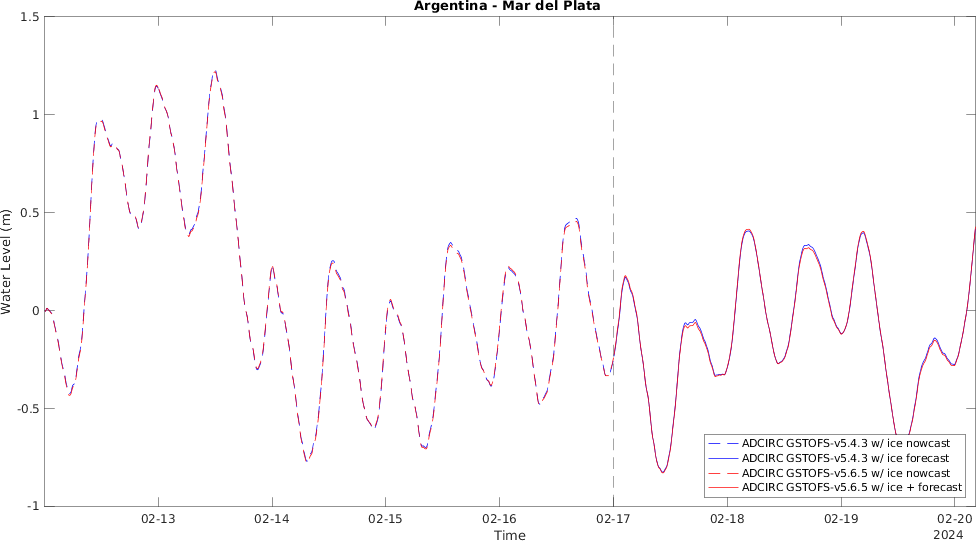 Argentina - Mar del Plata
1.5
1
0.5
0
-0.5
-1
Water Level (m)
ADCIRC GSTOFS-v5.4.3 w/ ice nowcast
ADCIRC GSTOFS-v5.4.3 w/ ice forecast
ADCIRC GSTOFS-v5.6.5 w/ ice nowcast
ADCIRC GSTOFS-v5.6.5 w/ ice + forecast
02-13 02-14 02-15 02-16 02-17 02-18 02-19 02-20
Time 2024